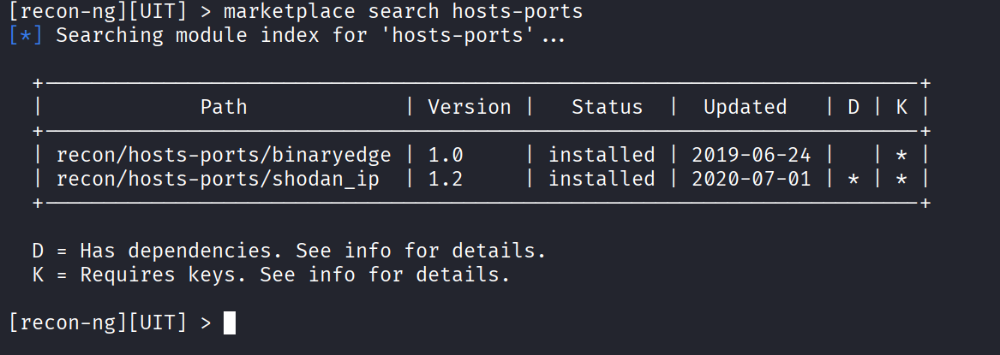 [recon-ng][UIT] > marketplace search hosts-ports
[*] Searching module index for 'hosts-ports'...
+---------------------------------------------------------------------------+
|             Path             | Version |   Status  |  Updated   | D | K |
+---------------------------------------------------------------------------+
| recon/hosts-ports/binaryedge | 1.0     | installed | 2019-06-24 |   | * |
| recon/hosts-ports/shodan_ip  | 1.2     | installed | 2020-07-01 | * | * |
+---------------------------------------------------------------------------+
D = Has dependencies. See info for details.
K = Requires keys. See info for details.
[recon-ng][UIT] >